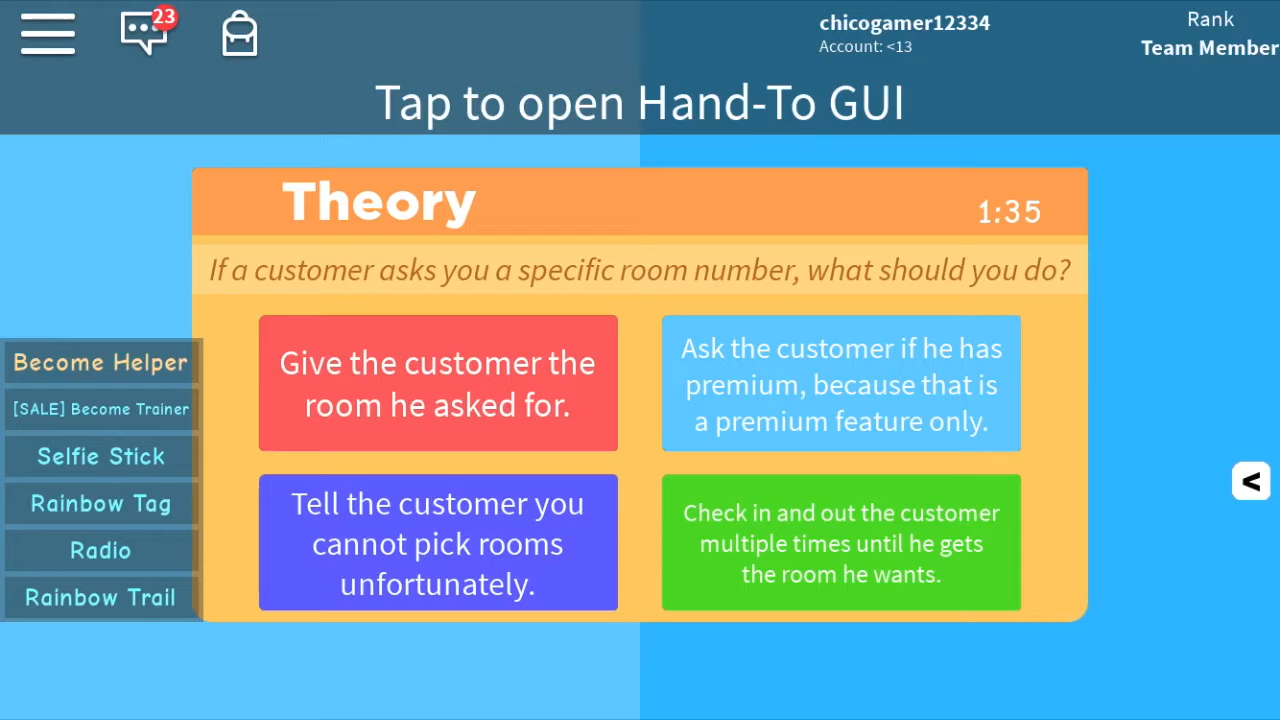 23
chicogamer12334
Account: <13
Rank
Team Member
Tap to open Hand-To GUI
Theory
1:35
If a customer asks you a specific room number, what should you do?
Give the customer the
room he asked for.
Ask the customer if he has
premium, because that is
a premium feature only.
Tell the customer you
cannot pick rooms
unfortunately.
Check in and out the customer
multiple times until he gets
the room he wants.
Become Helper
[SALE] Become Trainer
Selfie Stick
Rainbow Tag
Radio
Rainbow Trail
<